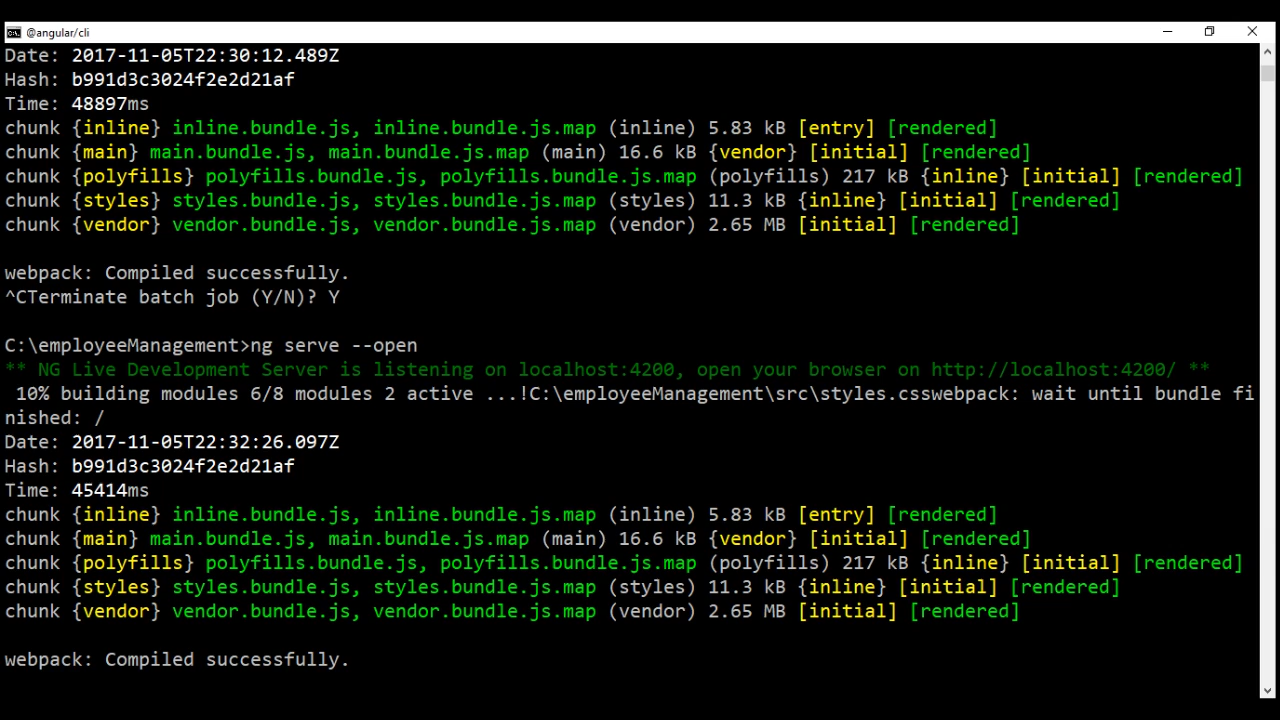 @angular/cli
Date: 2017-11-05T22:30:12.489Z
Hash: b991d3c3024f2e2d21af
Time: 48897ms
chunk {inline} inline.bundle.js, inline.bundle.js.map (inline) 5.83 kB [entry] [rendered]
chunk {main} main.bundle.js, main.bundle.js.map (main) 16.6 kB {vendor} [initial] [rendered]
chunk {polyfills} polyfills.bundle.js, polyfills.bundle.js.map (polyfills) 217 kB {inline} [initial] [rendered]
chunk {styles} styles.bundle.js, styles.bundle.js.map (styles) 11.3 kB {inline} [initial] [rendered]
chunk {vendor} vendor.bundle.js, vendor.bundle.js.map (vendor) 2.65 MB [initial] [rendered]
webpack: Compiled successfully.
^CTerminate batch job (Y/N)? Y
C:\employeeManagement>ng serve --open
** NG Live Development Server is listening on localhost:4200, open your browser on http://localhost:4200/ **
10% building modules 6/8 modules 2 active ...!C:\employeeManagement\src\styles.csswebpack: wait until bundle fi
nished: /
Date: 2017-11-05T22:32:26.097Z
Hash: b991d3c3024f2e2d21af
Time: 45414ms
chunk {inline} inline.bundle.js, inline.bundle.js.map (inline) 5.83 kB [entry] [rendered]
chunk {main} main.bundle.js, main.bundle.js.map (main) 16.6 kB {vendor} [initial] [rendered]
chunk {polyfills} polyfills.bundle.js, polyfills.bundle.js.map (polyfills) 217 kB {inline} [initial] [rendered]
chunk {styles} styles.bundle.js, styles.bundle.js.map (styles) 11.3 kB {inline} [initial] [rendered]
chunk {vendor} vendor.bundle.js, vendor.bundle.js.map (vendor) 2.65 MB [initial] [rendered]
webpack: Compiled successfully.